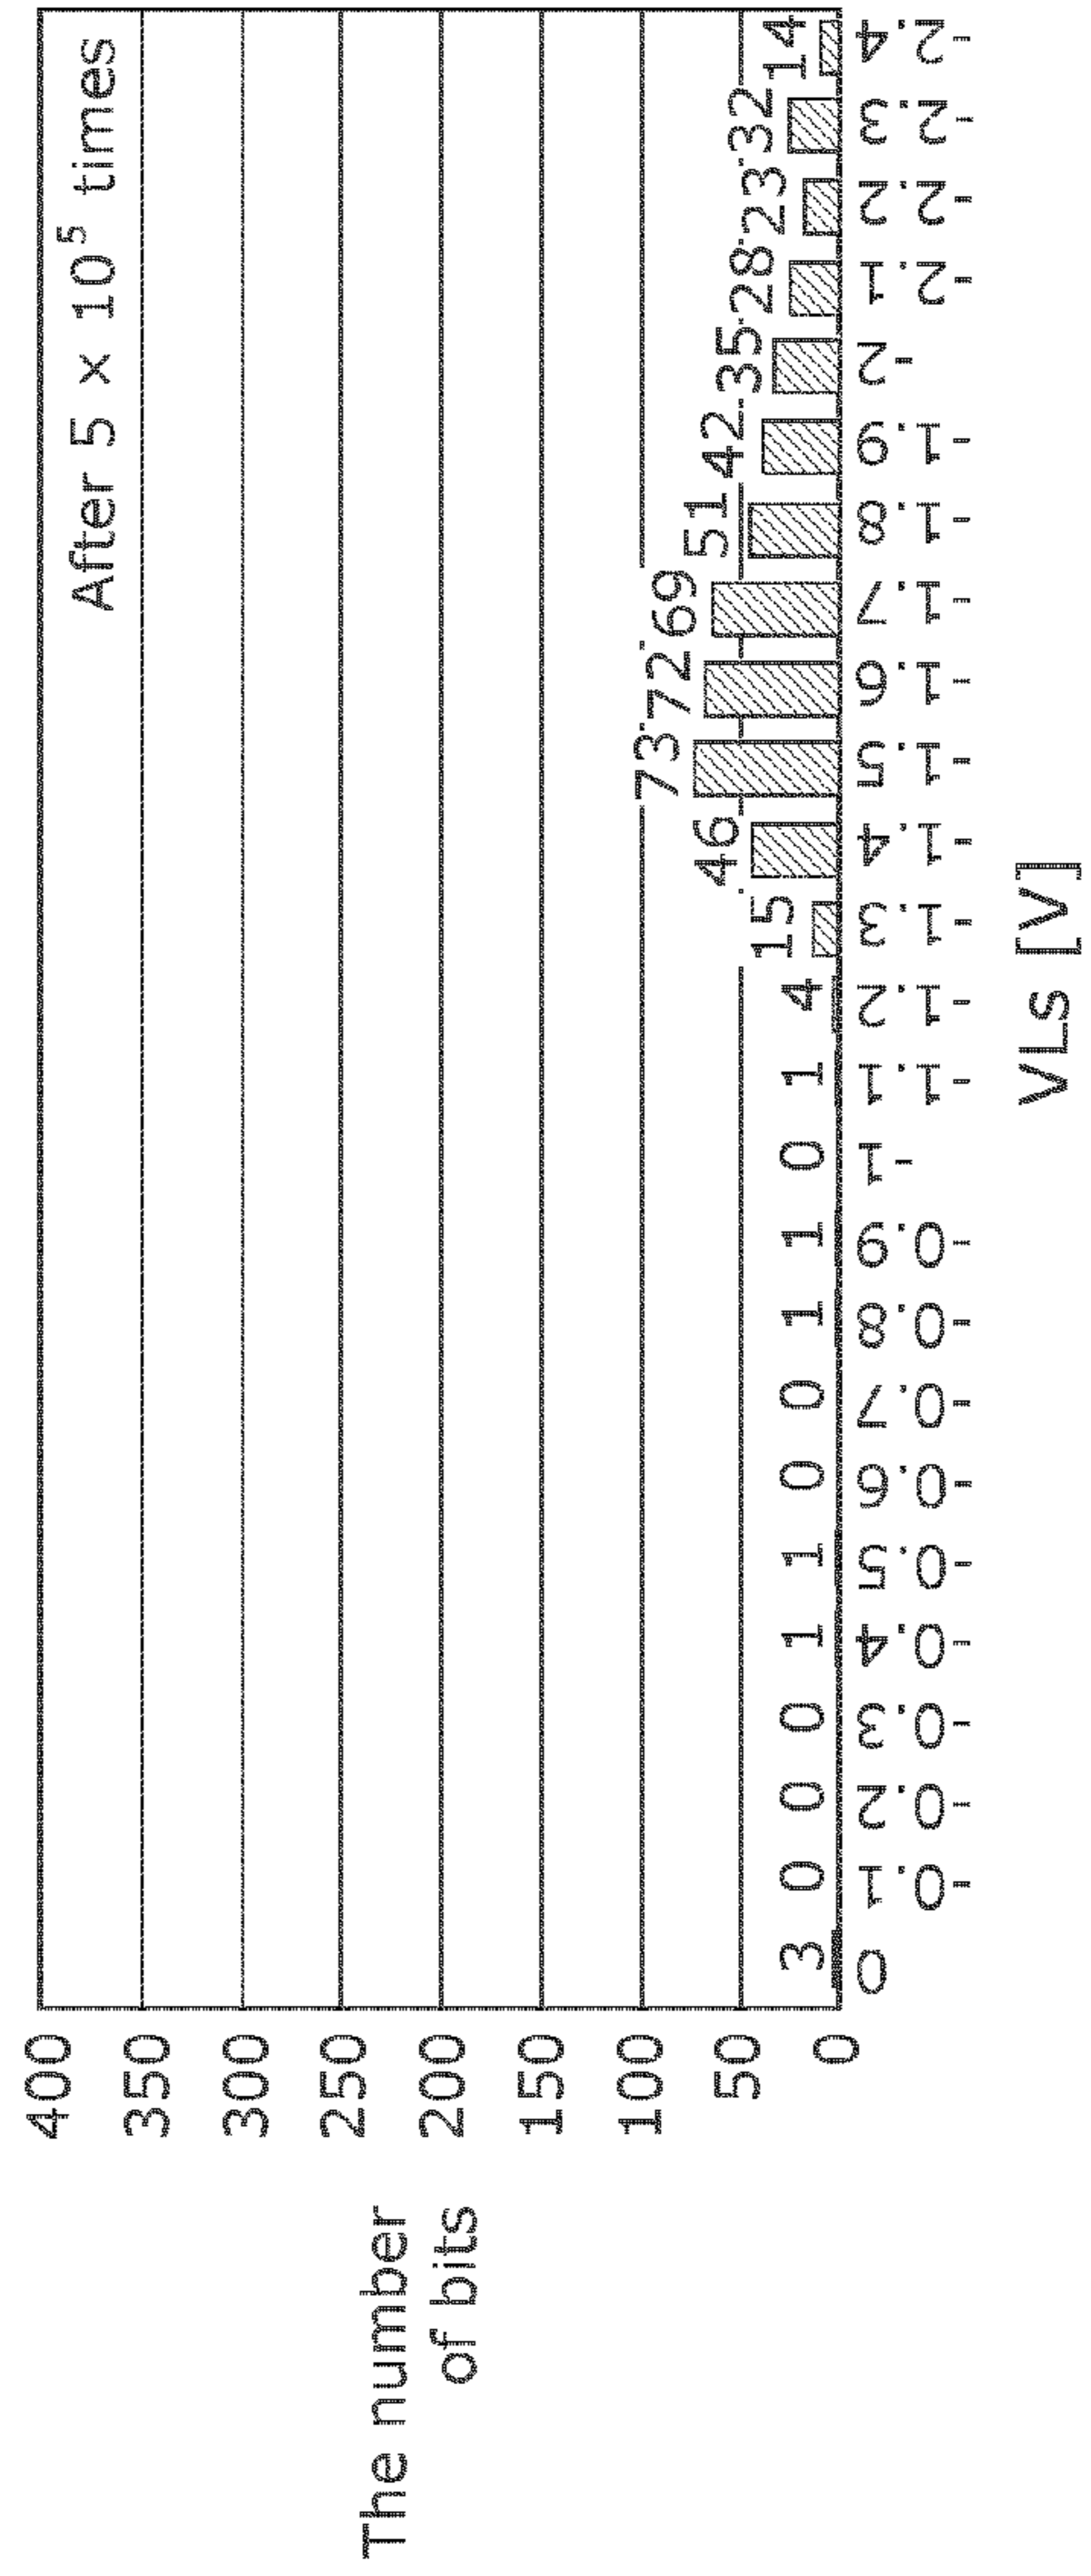 After 5 x 10⁵ times
The number
of bits
400
350
300
250
200
150
100
50
0
3 0 0 0 1 1 0 0 1 1 0 1 4 15 46 73 72 69 51 42 35 28 23 32 14
0 -0.1 -0.2 -0.3 -0.4 -0.5 -0.6 -0.7 -0.8 -0.9 -1 -1.1 -1.2 -1.3 -1.4 -1.5 -1.6 -1.7 -1.8 -1.9 -2 -2.1 -2.2 -2.3 -2.4
VLS [V]